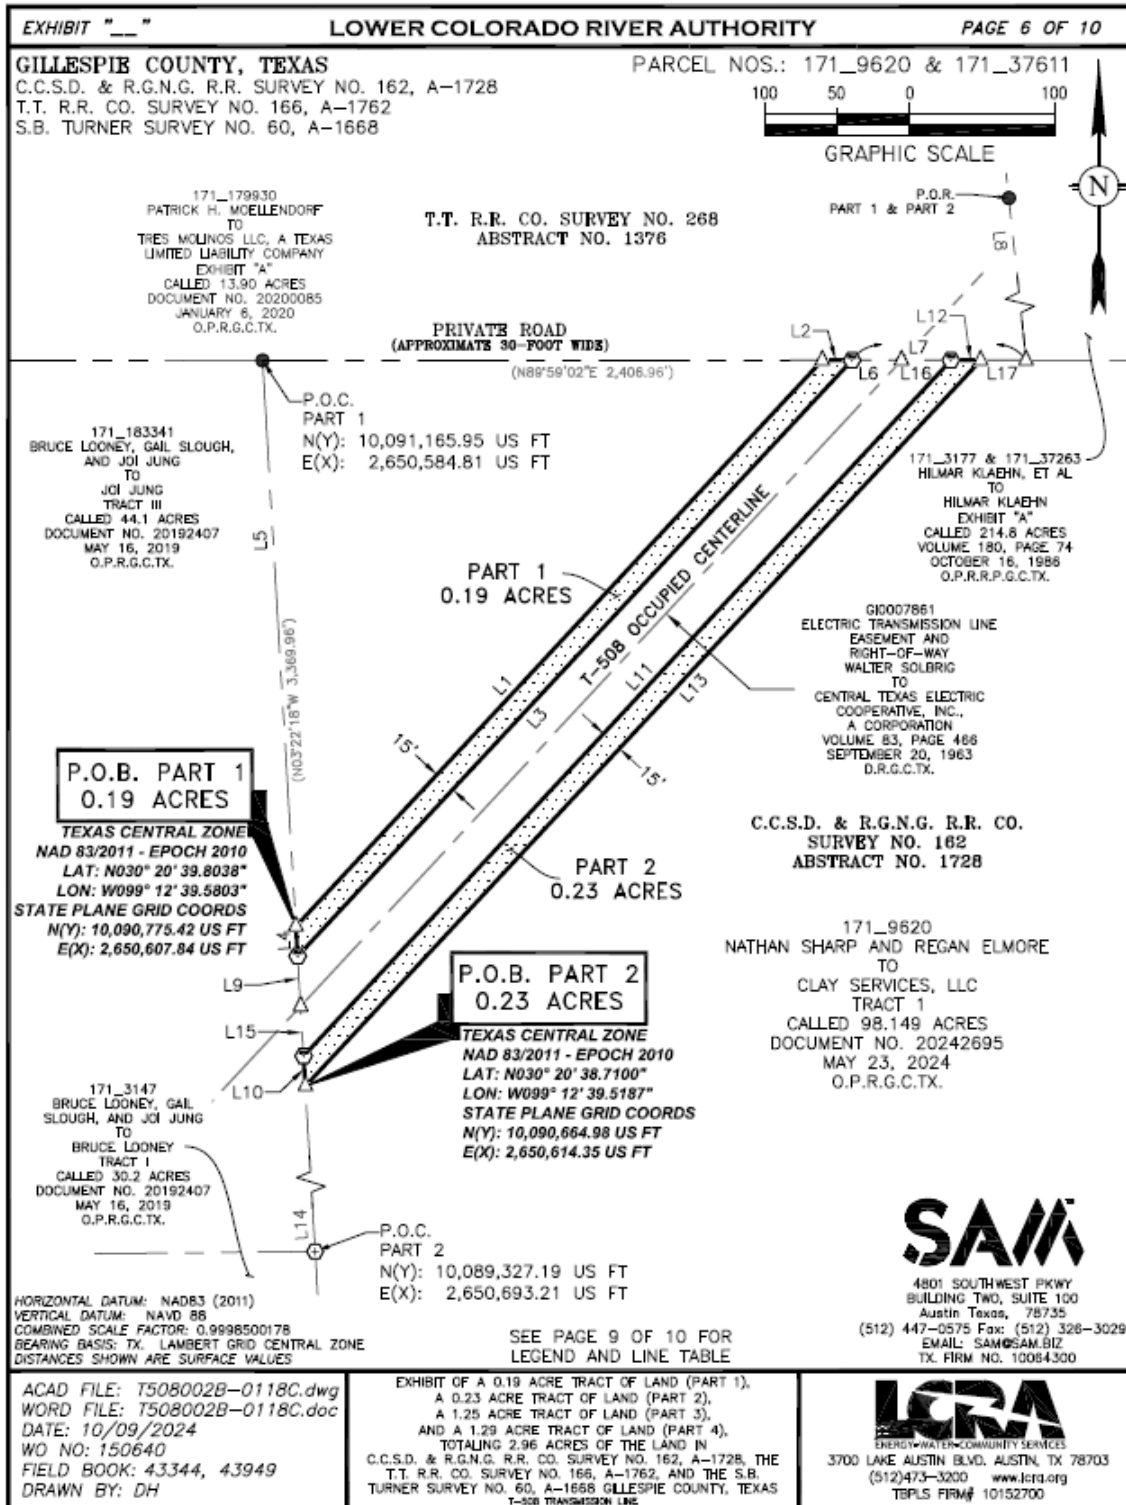 EXHIBIT "__"
LOWER COLORADO RIVER AUTHORITY
PAGE 6 OF 10
GILLESPIE COUNTY, TEXAS
C.C.S.D. & R.G.N.G. R.R. SURVEY NO. 162, A-1728
T.T. R.R. CO. SURVEY NO. 166, A-1762
S.B. TURNER SURVEY NO. 60, A-1668
PARCEL NOS.: 171_9620 & 171_37611
100 50 0 100
GRAPHIC SCALE
N
P.O.R.
PART 1 & PART 2
L8
171_179930
PATRICK H. MOELLENDORF
TO
TRES MOLINOS LLC, A TEXAS
LIMITED LIABILITY COMPANY
EXHIBIT "A"
CALLED 13.90 ACRES
DOCUMENT NO. 20200085
JANUARY 6, 2020
O.P.R.G.C.TX.
T.T. R.R. CO. SURVEY NO. 268
ABSTRACT NO. 1376
PRIVATE ROAD
(APPROXIMATE 30-FOOT WIDE)
(N89°59'02"E 2,406.96')
L2
L12
L7
L6
L16
L17
P.O.C.
PART 1
N(Y): 10,091,165.95 US FT
E(X): 2,650,584.81 US FT
171_183341
BRUCE LOONEY, GAIL SLOUGH,
AND JOI JUNG
TO
JOI JUNG
TRACT III
CALLED 44.1 ACRES
DOCUMENT NO. 20192407
MAY 16, 2019
O.P.R.G.C.TX.
L5
(N03°22'18"W 3,369.96')
171_3177 & 171_37263
HILMAR KLAEHN, ET AL
TO
HILMAR KLAEHN
EXHIBIT "A"
CALLED 214.8 ACRES
VOLUME 180, PAGE 74
OCTOBER 16, 1986
O.P.R.R.P.G.C.TX.
PART 1
0.19 ACRES
T-508 OCCUPIED CENTERLINE
L1
L3
L11
L13
15'
15'
GI0007861
ELECTRIC TRANSMISSION LINE
EASEMENT AND
RIGHT-OF-WAY
WALTER SOLBRIG
TO
CENTRAL TEXAS ELECTRIC
COOPERATIVE, INC.,
A CORPORATION
VOLUME 83, PAGE 466
SEPTEMBER 20, 1963
D.R.G.C.TX.
P.O.B. PART 1
0.19 ACRES
TEXAS CENTRAL ZONE
NAD 83/2011 - EPOCH 2010
LAT: N030° 20' 39.8038"
LON: W099° 12' 39.5803"
STATE PLANE GRID COORDS
N(Y): 10,090,775.42 US FT
E(X): 2,650,607.84 US FT
C.C.S.D. & R.G.N.G. R.R. CO.
SURVEY NO. 162
ABSTRACT NO. 1728
PART 2
0.23 ACRES
171_9620
NATHAN SHARP AND REGAN ELMORE
TO
CLAY SERVICES, LLC
TRACT 1
CALLED 98.149 ACRES
DOCUMENT NO. 20242695
MAY 23, 2024
O.P.R.G.C.TX.
L9
L15
L10
P.O.B. PART 2
0.23 ACRES
TEXAS CENTRAL ZONE
NAD 83/2011 - EPOCH 2010
LAT: N030° 20' 38.7100"
LON: W099° 12' 39.5187"
STATE PLANE GRID COORDS
N(Y): 10,090,664.98 US FT
E(X): 2,650,614.35 US FT
171_3147
BRUCE LOONEY, GAIL
SLOUGH, AND JOI JUNG
TO
BRUCE LOONEY
TRACT I
CALLED 30.2 ACRES
DOCUMENT NO. 20192407
MAY 16, 2019
O.P.R.G.C.TX.
L14
P.O.C.
PART 2
N(Y): 10,089,327.19 US FT
E(X): 2,650,693.21 US FT
HORIZONTAL DATUM: NAD83 (2011)
VERTICAL DATUM: NAVD 88
COMBINED SCALE FACTOR: 0.9998500178
BEARING BASIS: TX. LAMBERT GRID CENTRAL ZONE
DISTANCES SHOWN ARE SURFACE VALUES
SEE PAGE 9 OF 10 FOR
LEGEND AND LINE TABLE
SAM
4801 SOUTHWEST PKWY
BUILDING TWO, SUITE 100
Austin Texas, 78735
(512) 447-0575 Fax: (512) 326-3029
EMAIL: SAM@SAM.BIZ
TX. FIRM NO. 10064300
ACAD FILE: T508002B-0118C.dwg
WORD FILE: T508002B-0118C.doc
DATE: 10/09/2024
WO NO: 150640
FIELD BOOK: 43344, 43949
DRAWN BY: DH
EXHIBIT OF A 0.19 ACRE TRACT OF LAND (PART 1),
A 0.23 ACRE TRACT OF LAND (PART 2),
A 1.25 ACRE TRACT OF LAND (PART 3),
AND A 1.29 ACRE TRACT OF LAND (PART 4),
TOTALING 2.96 ACRES OF THE LAND IN
C.C.S.D. & R.G.N.G. R.R. CO. SURVEY NO. 162, A-1728, THE
T.T. R.R. CO. SURVEY NO. 166, A-1762, AND THE S.B.
TURNER SURVEY NO. 60, A-1668 GILLESPIE COUNTY, TEXAS
T-508 TRANSMISSION LINE
LCRA
ENERGY•WATER•COMMUNITY SERVICES
3700 LAKE AUSTIN BLVD. AUSTIN, TX 78703
(512)473-3200 www.lcra.org
TBPLS FIRM# 10152700